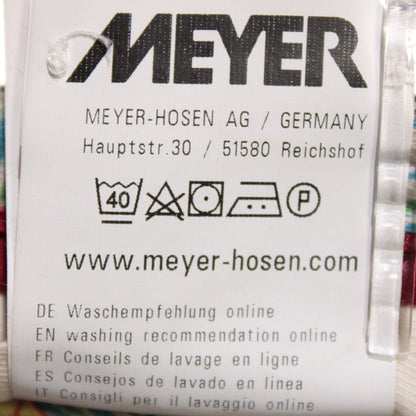 MEYER
MEYER-HOSEN AG / GERMANY
Hauptstr.30 / 51580 Reichshof
40 P
www.meyer-hosen.com
DE Waschempfehlung online
EN washing recommendation online
FR Conseils de lavage en ligne
ES Consejos de lavado en linea
IT Consigli per il lavaggio online